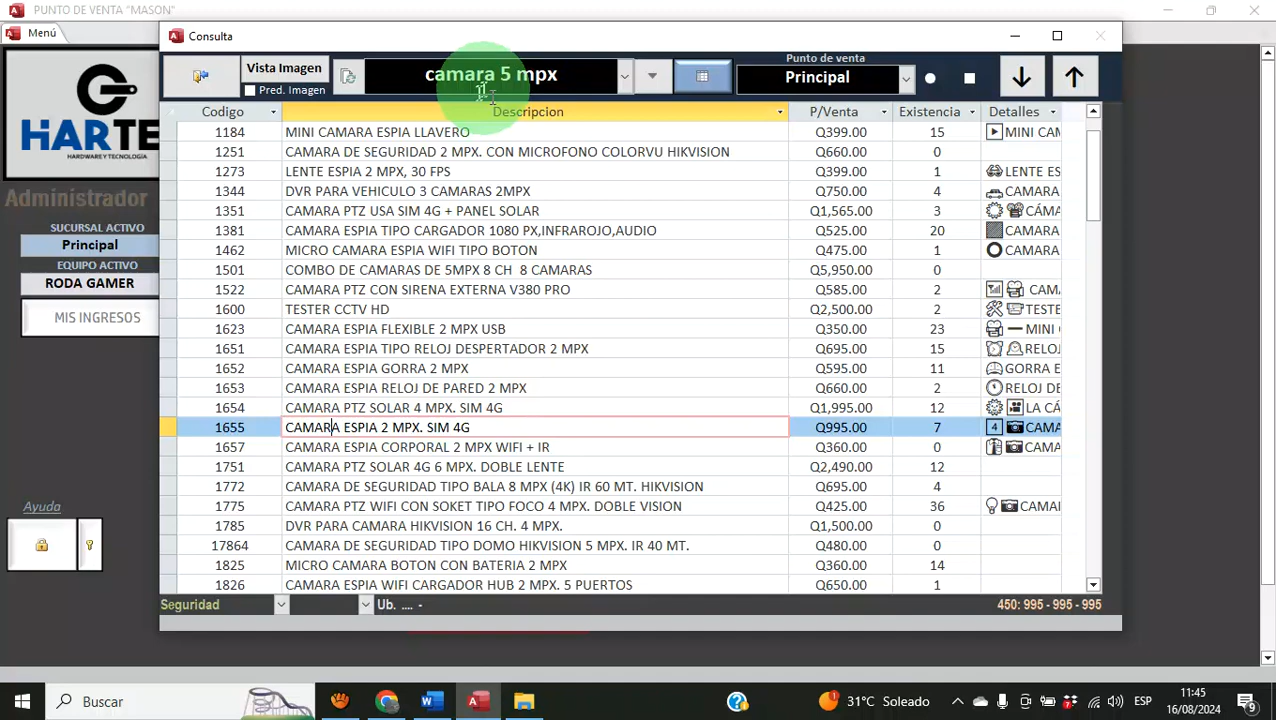 PUNTO DE VENTA "MASON"
Menú
HARTE
HARDWARE Y TECNOLOGÍA
Administrador
SUCURSAL ACTIVO
Principal
EQUIPO ACTIVO
RODA GAMER
MIS INGRESOS
Ayuda
Consulta
Vista Imagen
Pred. Imagen
camara 5 mpx
Punto de venta
Principal
Codigo Descripcion P/Venta Existencia Detalles
1184 MINI CAMARA ESPIA LLAVERO Q399.00 15 MINI CAM
1251 CAMARA DE SEGURIDAD 2 MPX. CON MICROFONO COLORVU HIKVISION Q660.00 0
1273 LENTE ESPIA 2 MPX, 30 FPS Q399.00 1 LENTE ES
1344 DVR PARA VEHICULO 3 CAMARAS 2MPX Q750.00 4 CAMARA
1351 CAMARA PTZ USA SIM 4G + PANEL SOLAR Q1,565.00 3 CÁMA
1381 CAMARA ESPIA TIPO CARGADOR 1080 PX,INFRAROJO,AUDIO Q525.00 20 CAMARA
1462 MICRO CAMARA ESPIA WIFI TIPO BOTON Q475.00 1 CAMARA
1501 COMBO DE CAMARAS DE 5MPX 8 CH 8 CAMARAS Q5,950.00 0
1522 CAMARA PTZ CON SIRENA EXTERNA V380 PRO Q585.00 2 CAM
1600 TESTER CCTV HD Q2,500.00 2 TESTE
1623 CAMARA ESPIA FLEXIBLE 2 MPX USB Q350.00 23 MINI
1651 CAMARA ESPIA TIPO RELOJ DESPERTADOR 2 MPX Q695.00 15 RELOJ
1652 CAMARA ESPIA GORRA 2 MPX Q595.00 11 GORRA E
1653 CAMARA ESPIA RELOJ DE PARED 2 MPX Q660.00 2 RELOJ DE
1654 CAMARA PTZ SOLAR 4 MPX. SIM 4G Q1,995.00 12 LA CÁ
1655 CAMARA ESPIA 2 MPX. SIM 4G Q995.00 7 4 CAMA
1657 CAMARA ESPIA CORPORAL 2 MPX WIFI + IR Q360.00 0 CAMA
1751 CAMARA PTZ SOLAR 4G 6 MPX. DOBLE LENTE Q2,490.00 12
1772 CAMARA DE SEGURIDAD TIPO BALA 8 MPX (4K) IR 60 MT. HIKVISION Q695.00 4
1775 CAMARA PTZ WIFI CON SOKET TIPO FOCO 4 MPX. DOBLE VISION Q425.00 36 CAMAI
1785 DVR PARA CAMARA HIKVISION 16 CH. 4 MPX. Q1,500.00 0
17864 CAMARA DE SEGURIDAD TIPO DOMO HIKVISION 5 MPX. IR 40 MT. Q480.00 0
1825 MICRO CAMARA BOTON CON BATERIA 2 MPX Q360.00 14
1826 CAMARA ESPIA WIFI CARGADOR HUB 2 MPX. 5 PUERTOS Q650.00 1
Seguridad Ub. .... - 450: 995 - 995 - 995
Buscar
31°C Soleado
ESP
11:45
16/08/2024
9